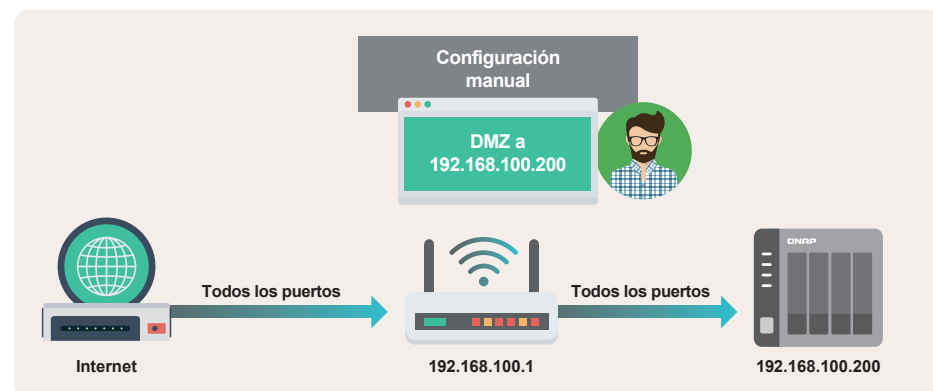 Configuración
manual
DMZ a
192.168.100.200
QNAP
Todos los puertos
Todos los puertos
Internet
192.168.100.1
192.168.100.200